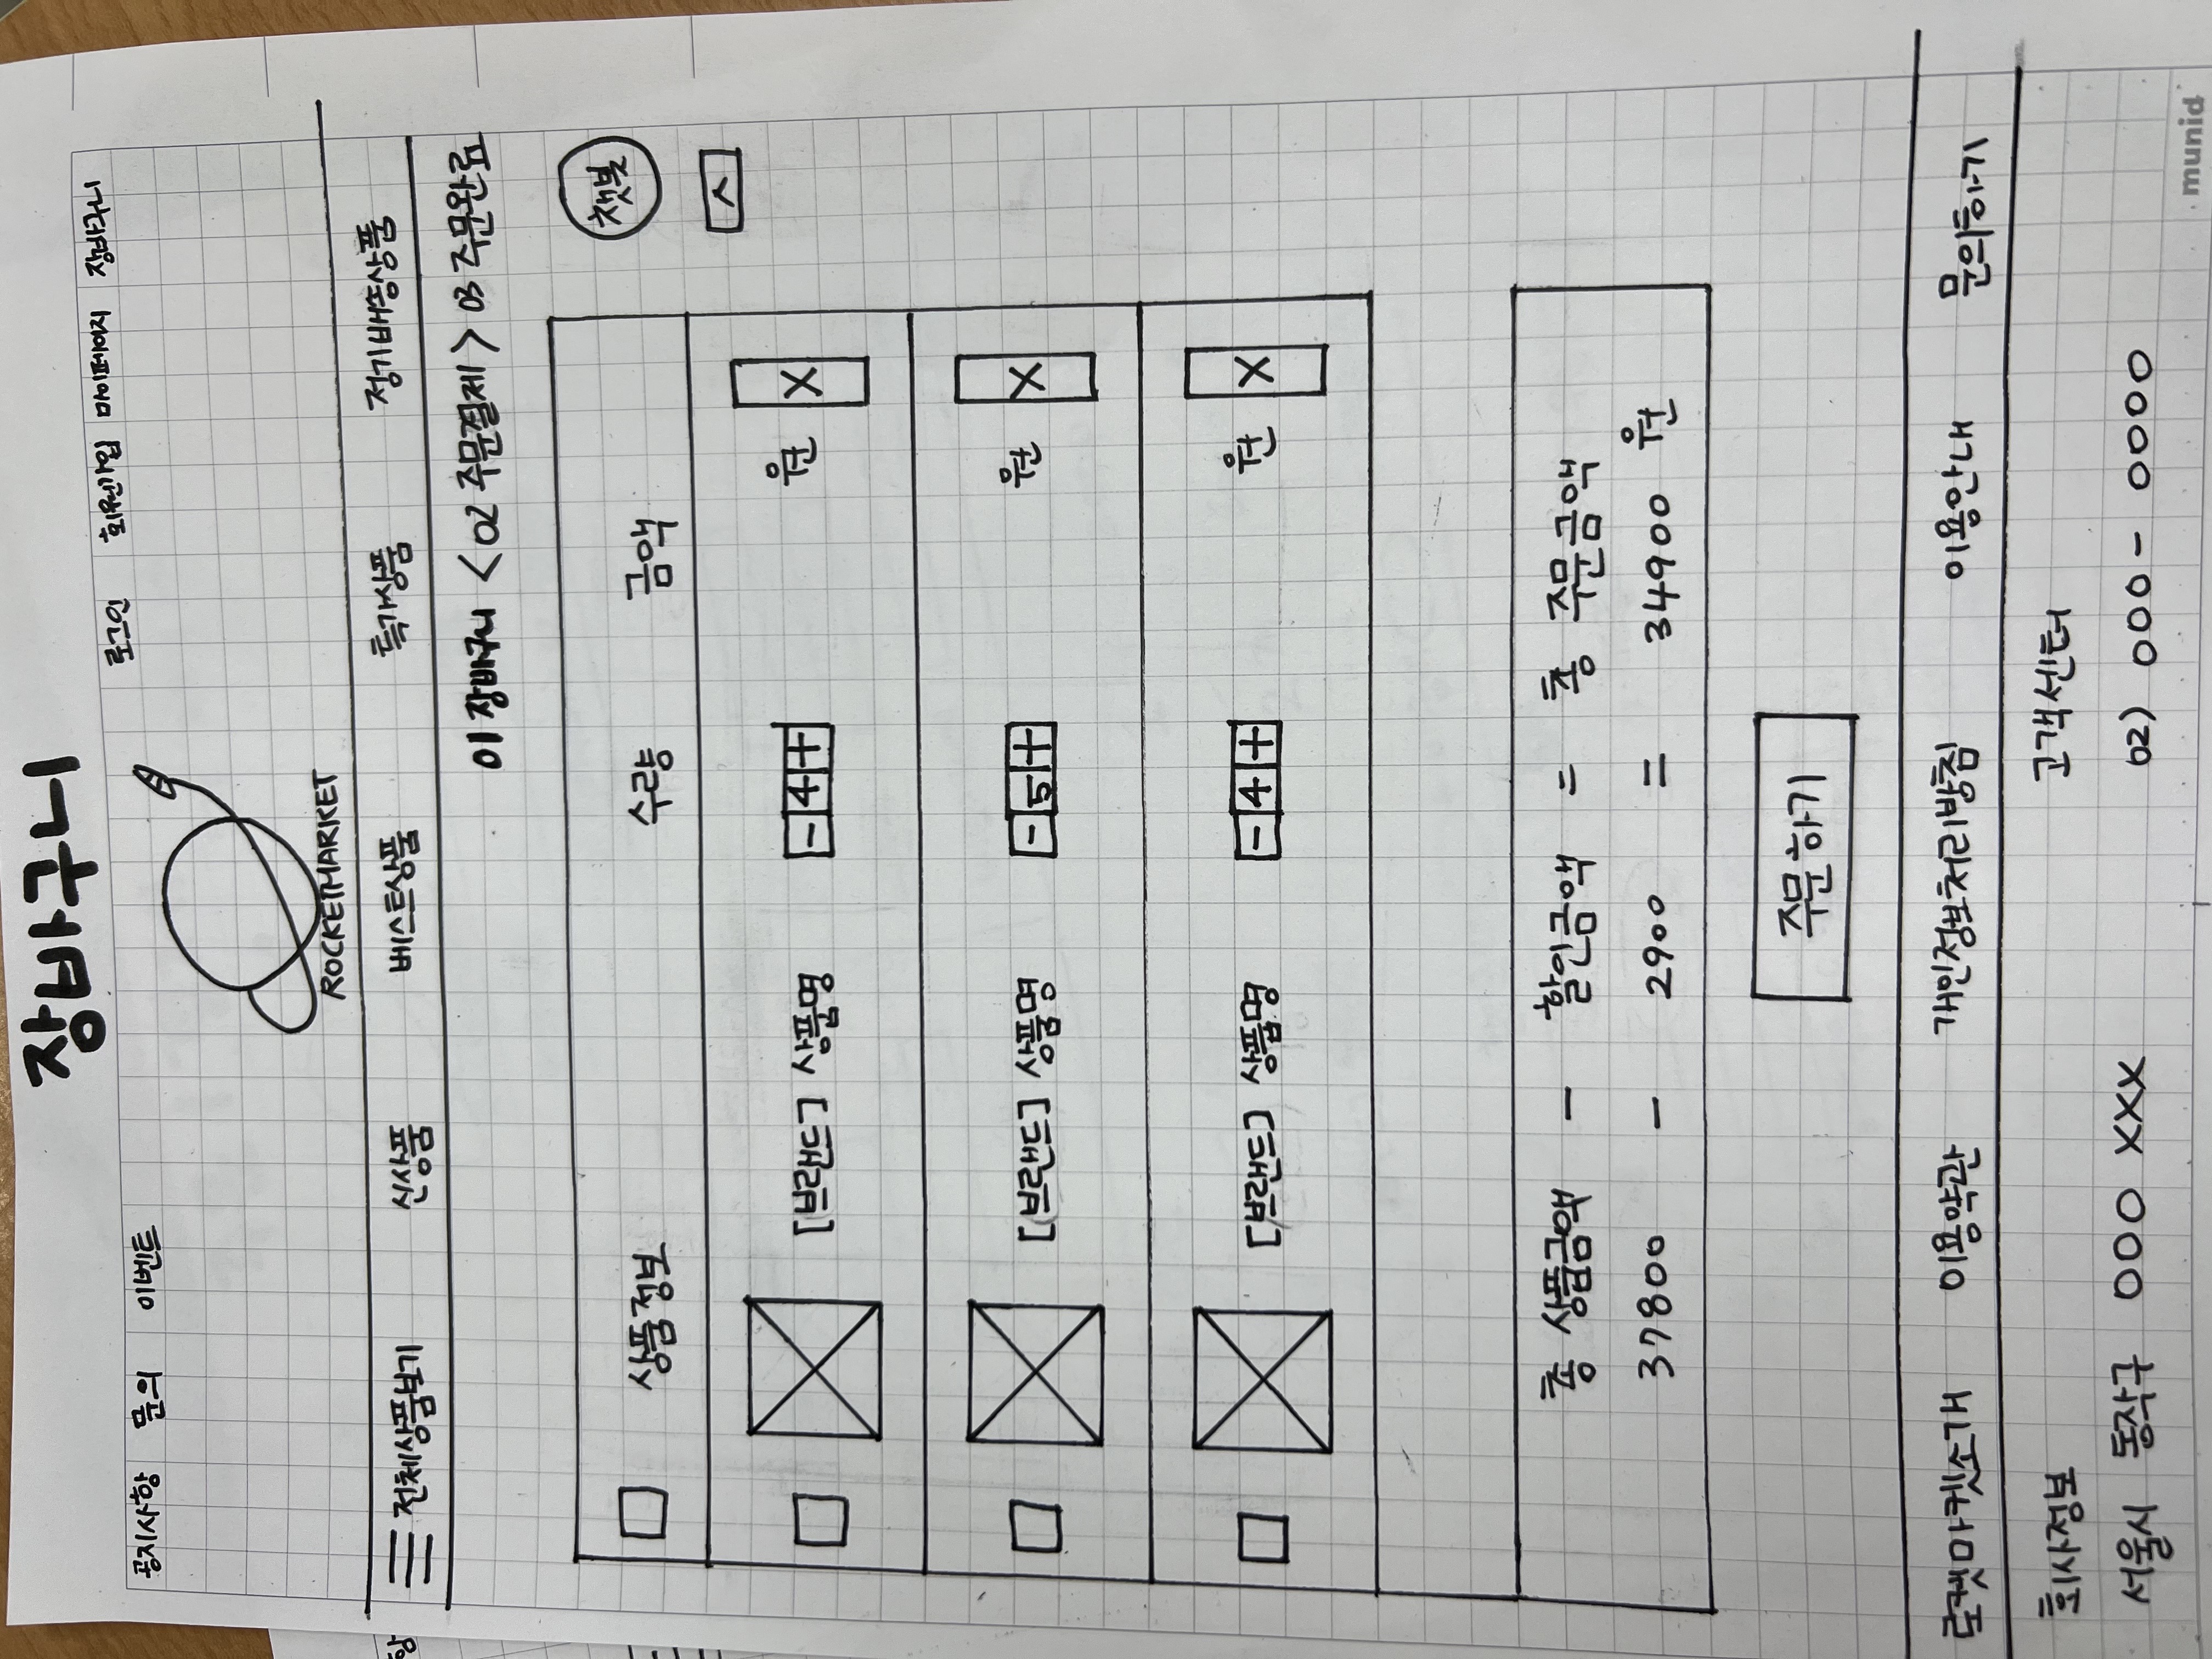 장바구니
공지사항 문의 이벤트 로그인 회원가입 마이페이지 장바구니
ROCKETMARKET
전체상품보기 신상품 베스트상품 특가상품 정기배송상품
01 장바구니 < 02 주문결제 > 03 주문완료
챗봇
상품정보 수량 금액
[브랜드] 상품명 - 4 + 원 X
[브랜드] 상품명 - 5 + 원 X
[브랜드] 상품명 - 4 + 원 X
총 상품금액 - 할인금액 = 총 주문금액
37800 - 2900 = 34900 원
주문하기
로켓마켓소개 이용약관 개인정보처리방침 이용안내 문의하기
회사정보 고객센터
서울시 동작구 OOO XXX 02) 000 - 0000
munid
항